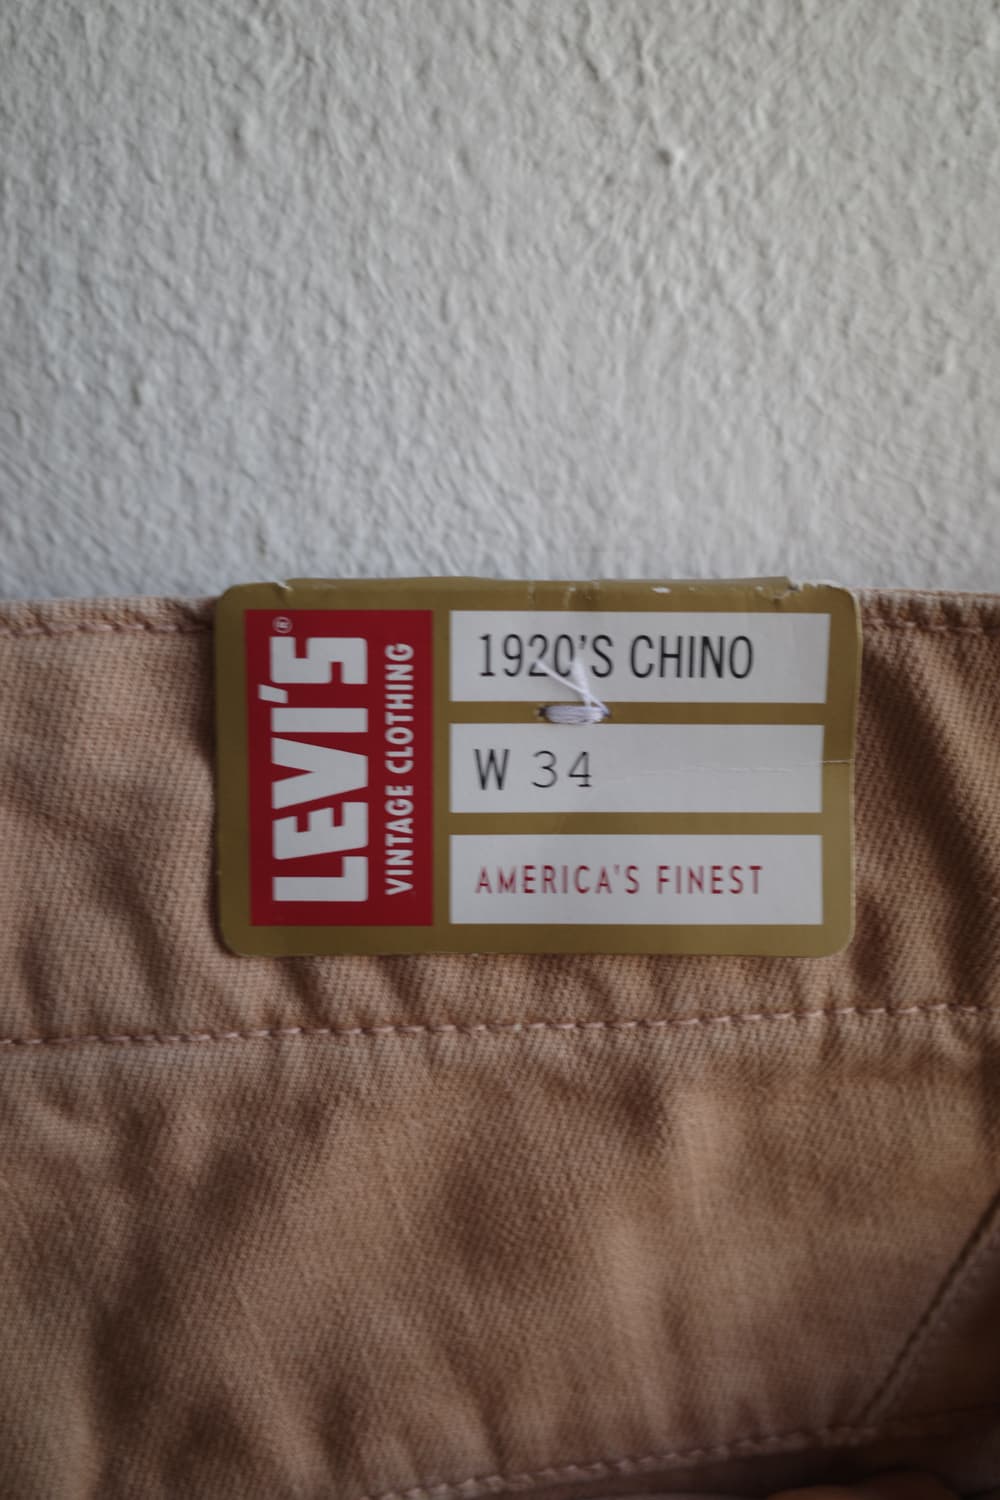 LEVI'S®
VINTAGE CLOTHING
1920'S CHINO
W 34
AMERICA'S FINEST